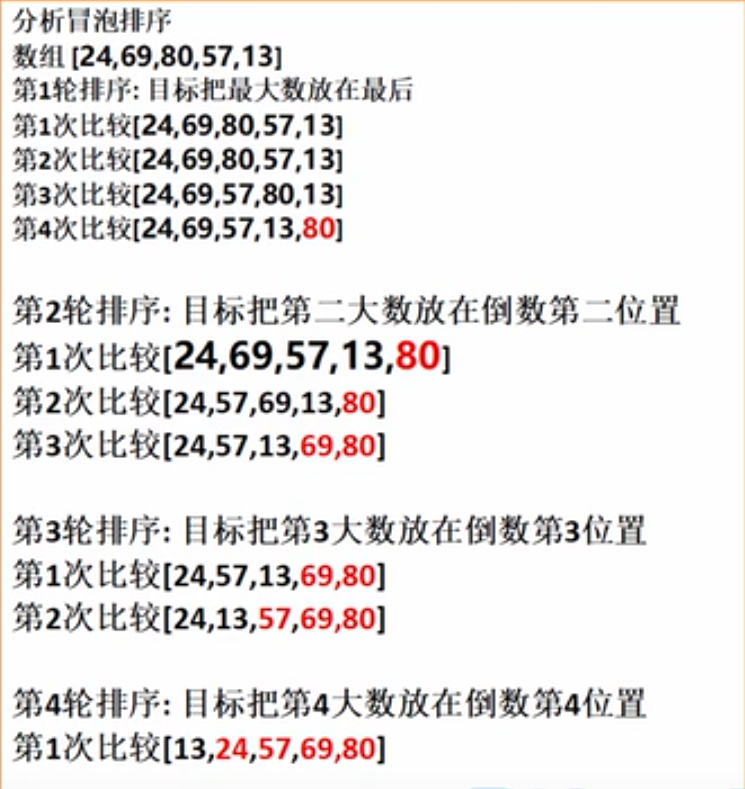 分析冒泡排序
数组 [24,69,80,57,13]
第1轮排序: 目标把最大数放在最后
第1次比较[24,69,80,57,13]
第2次比较[24,69,80,57,13]
第3次比较[24,69,57,80,13]
第4次比较[24,69,57,13,80]
第2轮排序: 目标把第二大数放在倒数第二位置
第1次比较[24,69,57,13,80]
第2次比较[24,57,69,13,80]
第3次比较[24,57,13,69,80]
第3轮排序: 目标把第3大数放在倒数第3位置
第1次比较[24,57,13,69,80]
第2次比较[24,13,57,69,80]
第4轮排序: 目标把第4大数放在倒数第4位置
第1次比较[13,24,57,69,80]